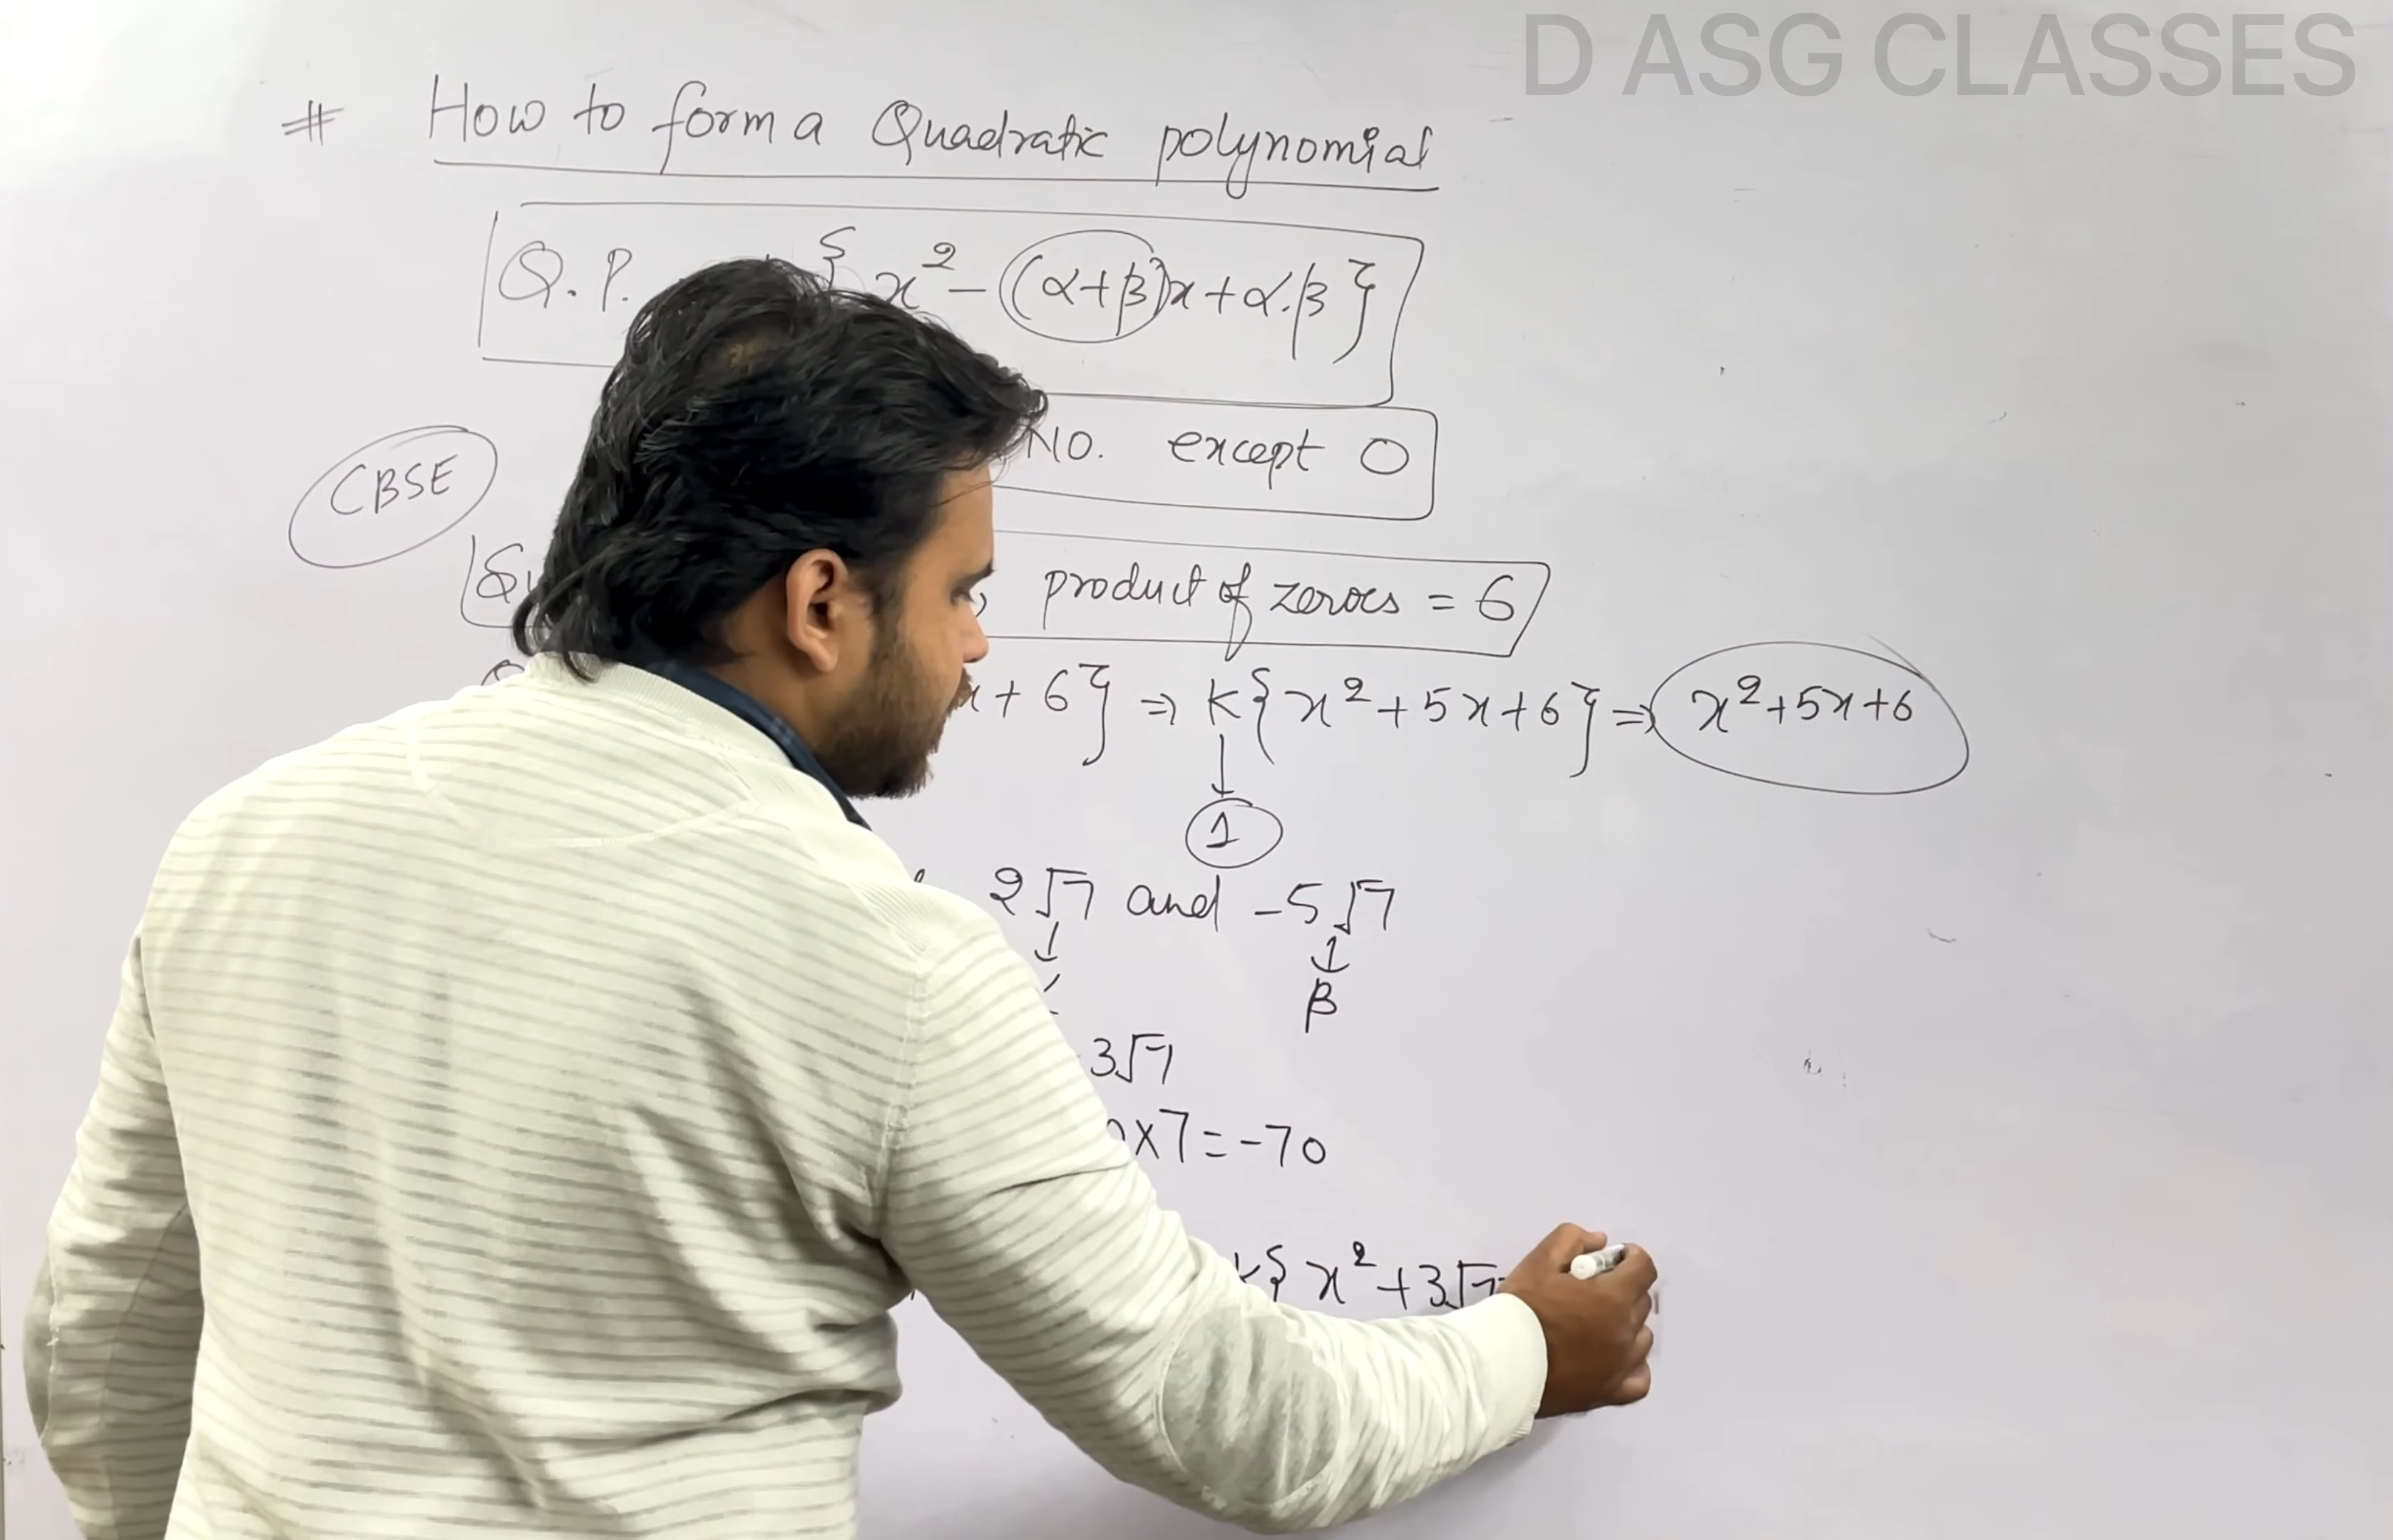 D ASG CLASSES
# How to form a Quadratic polynomial
Q.P. { x² - (α+β)x + α.β }
CBSE
No. except 0
product of zeroes = 6
x + 6} ⇒ K{x² + 5x + 6} ⇒ x² + 5x + 6
1
2√7 and -5√7
β
3√7
×7 = -70
{ x² + 3√7